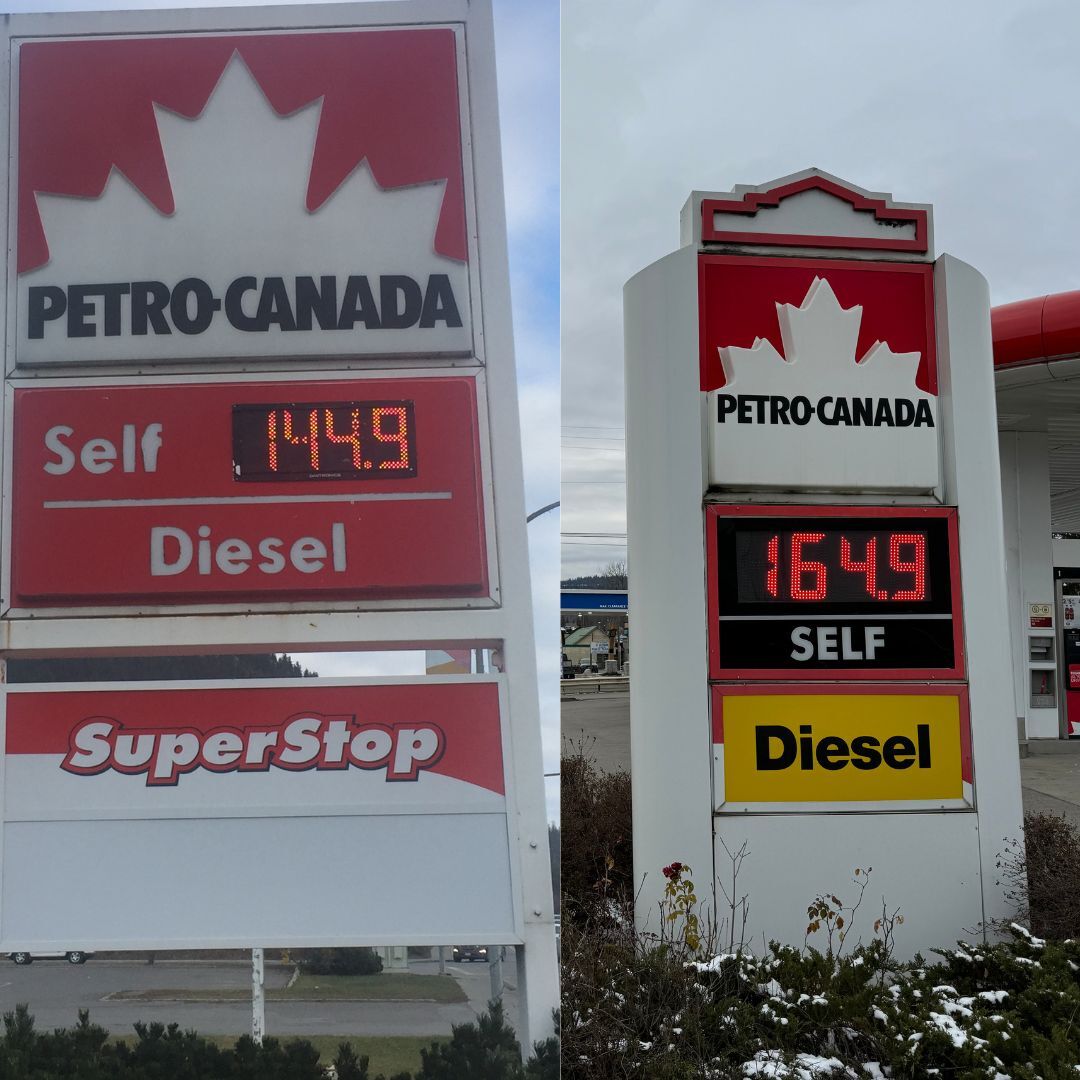 PETRO-CANADA
Self 144.9
Diesel
SuperStop
PETRO-CANADA
164.9
SELF
Diesel